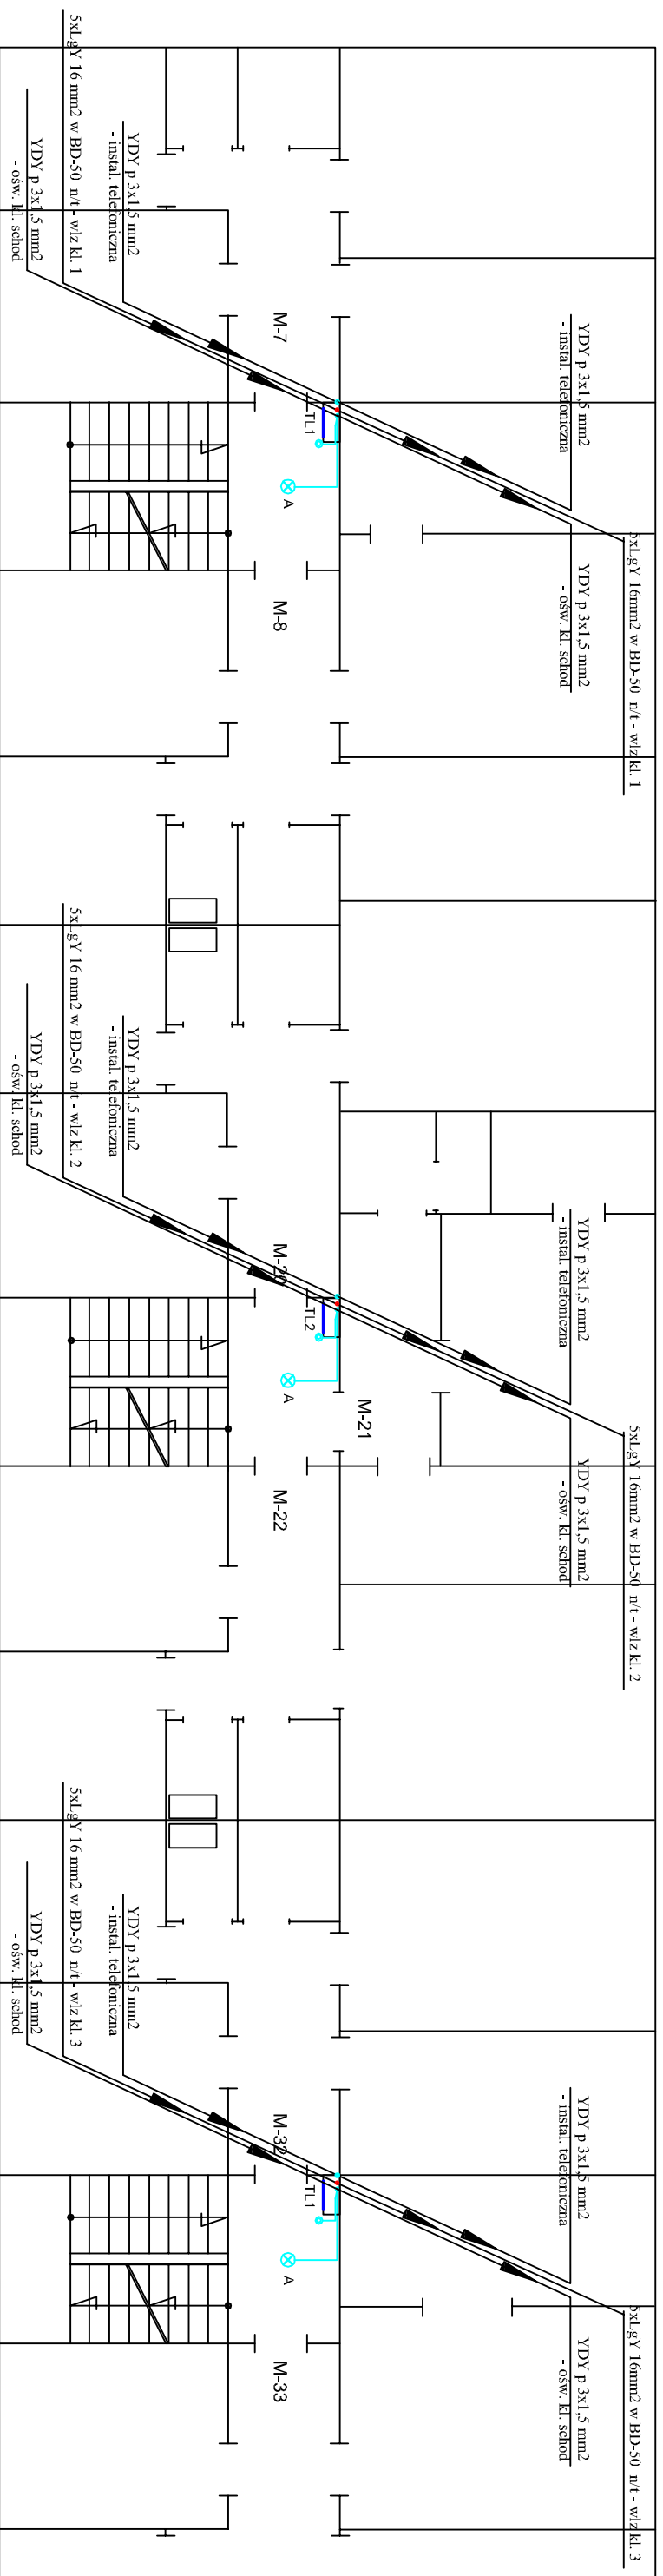 5xLgY 16 mm2 w BD-50 n/t - wlz kl. 1
YDY p 3x1,5 mm2
- ośw. kl. schod
YDY p 3x1,5 mm2
- instal. telefoniczna
M-7
TL1
A
M-8
YDY p 3x1,5 mm2
- instal. telefoniczna
YDY p 3x1,5 mm2
- ośw. kl. schod
5xLgY 16mm2 w BD-50 n/t - wlz kl. 1
5xLgY 16 mm2 w BD-50 n/t - wlz kl. 2
YDY p 3x1,5 mm2
- ośw. kl. schod
YDY p 3x1,5 mm2
- instal. telefoniczna
M-20
TL2
A
M-21
M-22
YDY p 3x1,5 mm2
- instal. telefoniczna
YDY p 3x1,5 mm2
- ośw. kl. schod
5xLgY 16mm2 w BD-50 n/t - wlz kl. 2
5xLgY 16 mm2 w BD-50 n/t - wlz kl. 3
YDY p 3x1,5 mm2
- ośw. kl. schod
YDY p 3x1,5 mm2
- instal. telefoniczna
M-32
TL1
A
M-33
YDY p 3x1,5 mm2
- instal. telefoniczna
YDY p 3x1,5 mm2
- ośw. kl. schod
5xLgY 16mm2 w BD-50 n/t - wlz kl. 3